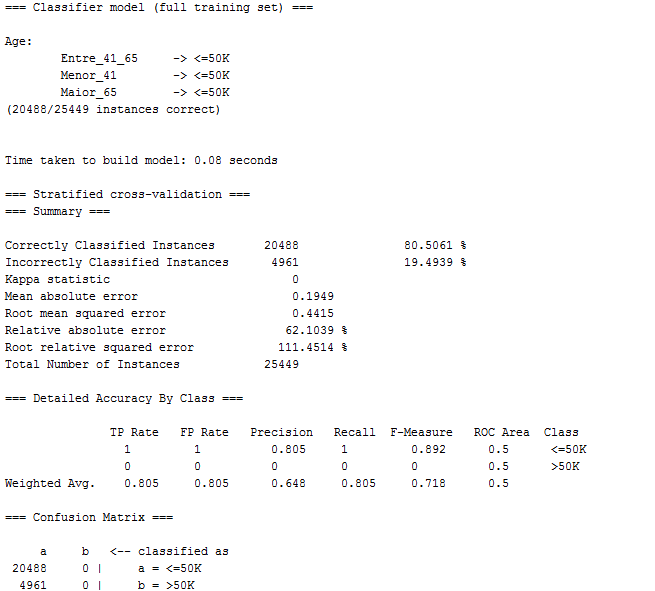 === Classifier model (full training set) ===
Age:
Entre_41_65 -> <=50K
Menor_41 -> <=50K
Maior_65 -> <=50K
(20488/25449 instances correct)
Time taken to build model: 0.08 seconds
=== Stratified cross-validation ===
=== Summary ===
Correctly Classified Instances 20488 80.5061 %
Incorrectly Classified Instances 4961 19.4939 %
Kappa statistic 0
Mean absolute error 0.1949
Root mean squared error 0.4415
Relative absolute error 62.1039 %
Root relative squared error 111.4514 %
Total Number of Instances 25449
=== Detailed Accuracy By Class ===
TP Rate FP Rate Precision Recall F-Measure ROC Area Class
1 1 0.805 1 0.892 0.5 <=50K
0 0 0 0 0 0.5 >50K
Weighted Avg. 0.805 0.805 0.648 0.805 0.718 0.5
=== Confusion Matrix ===
a b <-- classified as
20488 0 | a = <=50K
4961 0 | b = >50K